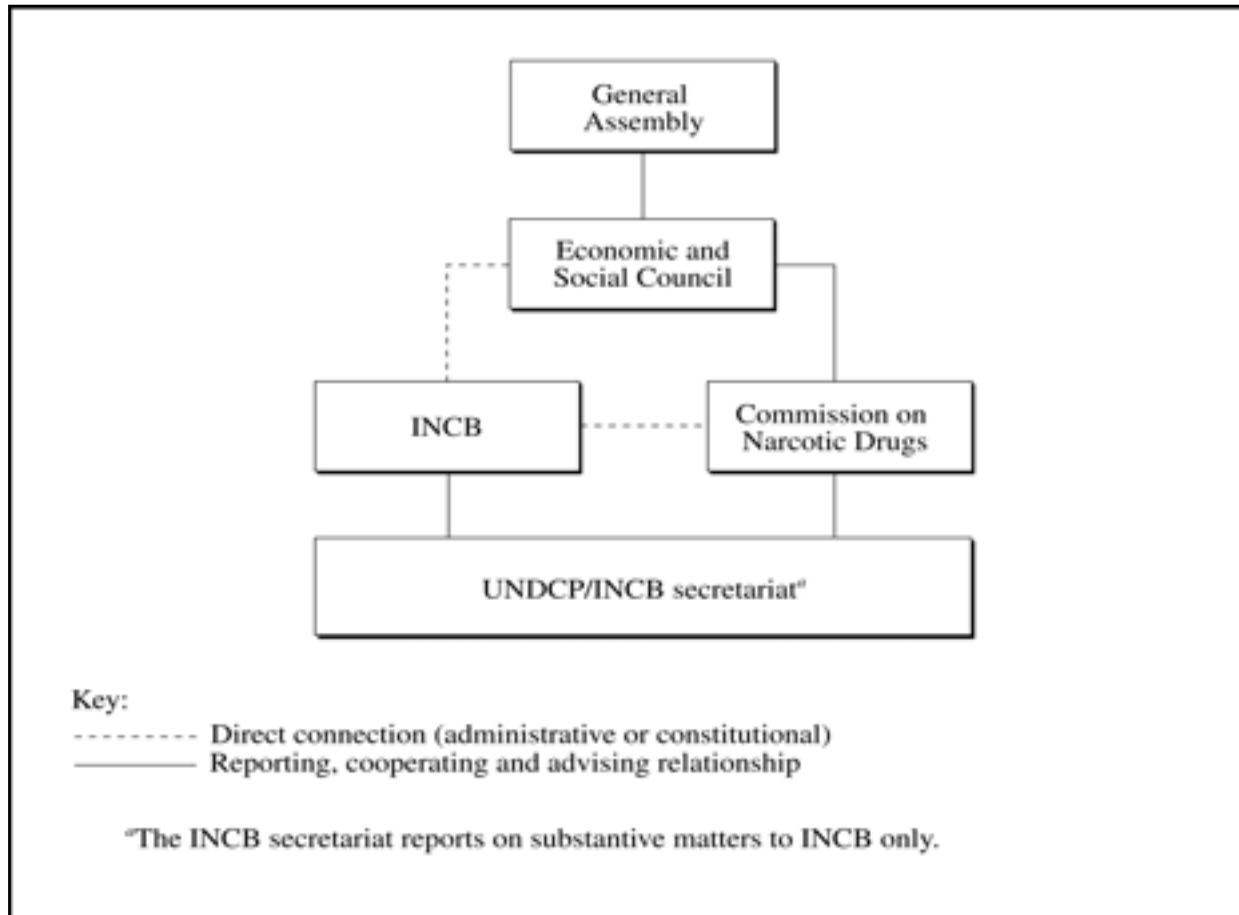 General
Assembly
Economic and
Social Council
INCB
Commission on
Narcotic Drugs
UNDCP/INCB secretariatᵃ
Key:
Direct connection (administrative or constitutional)
Reporting, cooperating and advising relationship
ᵃThe INCB secretariat reports on substantive matters to INCB only.